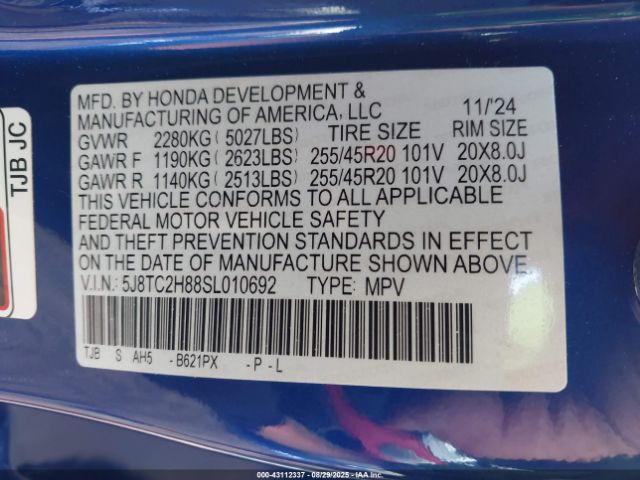 TJB JC
MFD. BY HONDA DEVELOPMENT &
MANUFACTURING OF AMERICA, LLC 11/'24
GVWR 2280KG ( 5027LBS) TIRE SIZE RIM SIZE
GAWR F 1190KG ( 2623LBS) 255/45R20 101V 20X8.0J
GAWR R 1140KG ( 2513LBS) 255/45R20 101V 20X8.0J
THIS VEHICLE CONFORMS TO ALL APPLICABLE
FEDERAL MOTOR VEHICLE SAFETY
AND THEFT PREVENTION STANDARDS IN EFFECT
ON THE DATE OF MANUFACTURE SHOWN ABOVE.
V.I.N.: 5J8TC2H88SL010692 TYPE: MPV
TJB S AH5 - B621PX - P - L
000-43112337 - 08/29/2025 - IAAI.com